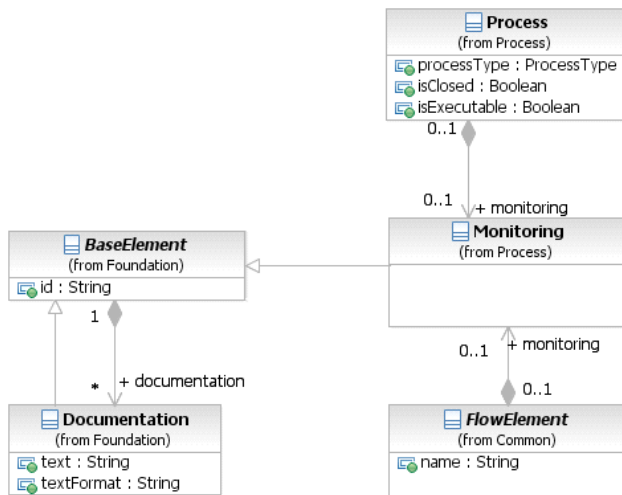 Process
(from Process)
processType : ProcessType
isClosed : Boolean
isExecutable : Boolean
0..1
0..1
+ monitoring
Monitoring
(from Process)
BaseElement
(from Foundation)
id : String
1
*
+ documentation
0..1
+ monitoring
0..1
Documentation
(from Foundation)
text : String
textFormat : String
FlowElement
(from Common)
name : String